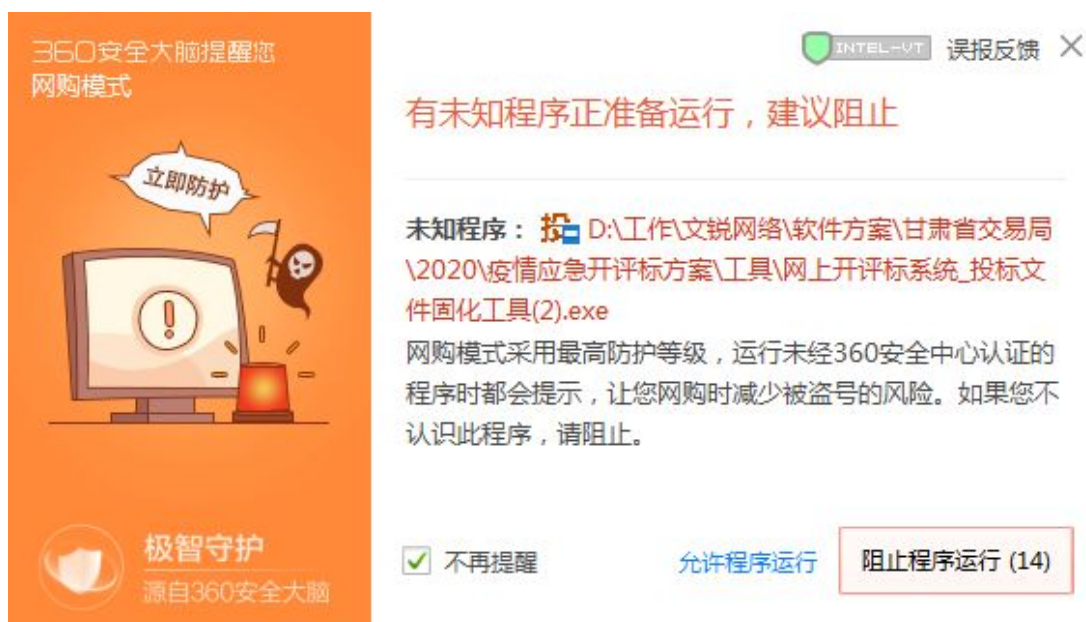 360安全大脑提醒您
网购模式
立即防护
极智守护
源自360安全大脑
INTEL-VT 误报反馈
有未知程序正准备运行，建议阻止
未知程序： 投 D:\工作\文锐网络\软件方案\甘肃省交易局
\2020\疫情应急开评标方案\工具\网上开评标系统_投标文
件固化工具(2).exe
网购模式采用最高防护等级，运行未经360安全中心认证的
程序时都会提示，让您网购时减少被盗号的风险。如果您不
认识此程序，请阻止。
不再提醒 允许程序运行 阻止程序运行 (14)